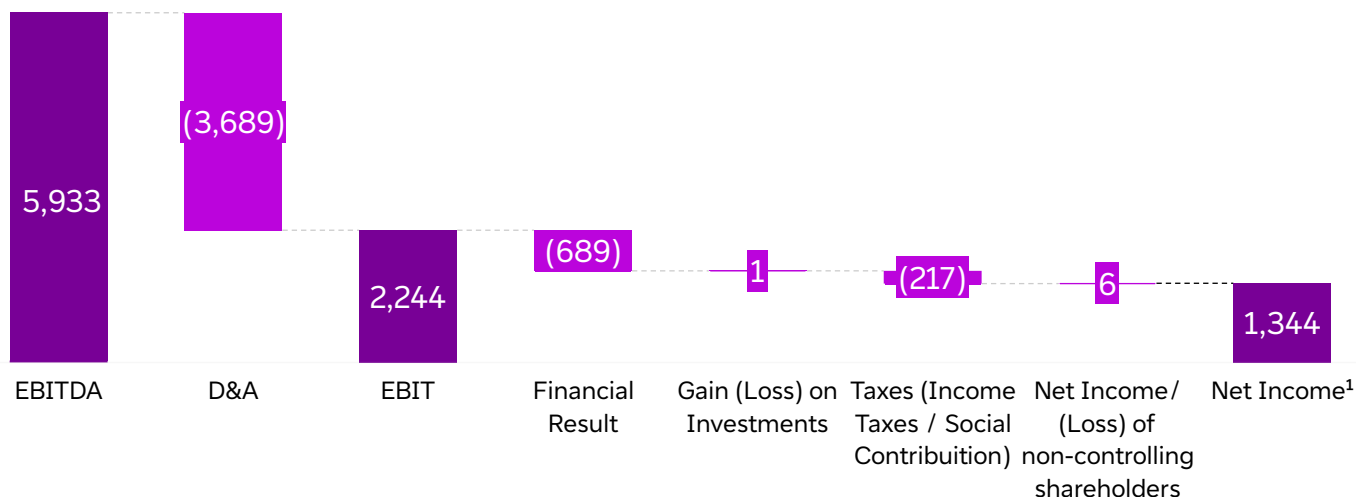 5,933
(3,689)
2,244
(689)
1
(217)
6
1,344
EBITDA
D&A
EBIT
Financial
Result
Gain (Loss) on
Investments
Taxes (Income
Taxes / Social
Contribuition)
Net Income/
(Loss) of
non-controlling
shareholders
Net Income¹